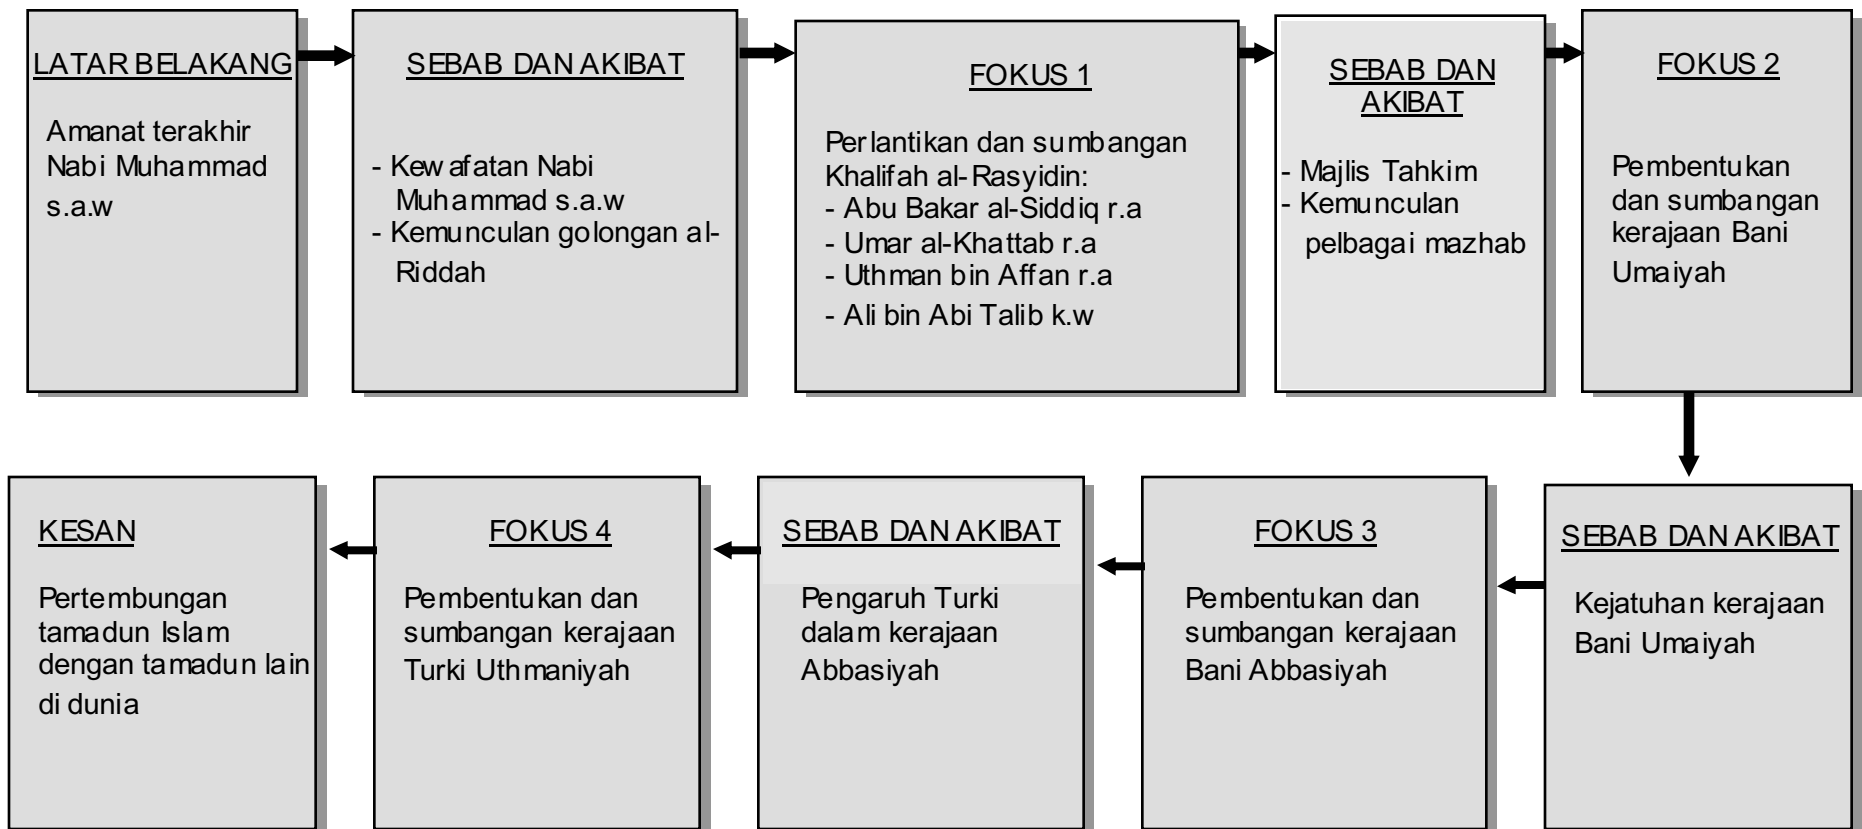 LATAR BELAKANG
Amanat terakhir
Nabi Muhammad
s.a.w
SEBAB DAN AKIBAT
- Kewafatan Nabi
Muhammad s.a.w
- Kemunculan golongan al-
Riddah
FOKUS 1
Perlantikan dan sumbangan
Khalifah al-Rasyidin:
- Abu Bakar al-Siddiq r.a
- Umar al-Khattab r.a
- Uthman bin Affan r.a
- Ali bin Abi Talib k.w
SEBAB DAN
AKIBAT
- Majlis Tahkim
- Kemunculan
pelbagai mazhab
FOKUS 2
Pembentukan
dan sumbangan
kerajaan Bani
Umaiyah
SEBAB DAN AKIBAT
Kejatuhan kerajaan
Bani Umaiyah
FOKUS 3
Pembentukan dan
sumbangan kerajaan
Bani Abbasiyah
SEBAB DAN AKIBAT
Pengaruh Turki
dalam kerajaan
Abbasiyah
FOKUS 4
Pembentukan dan
sumbangan kerajaan
Turki Uthmaniyah
KESAN
Pertembungan
tamadun Islam
dengan tamadun lain
di dunia